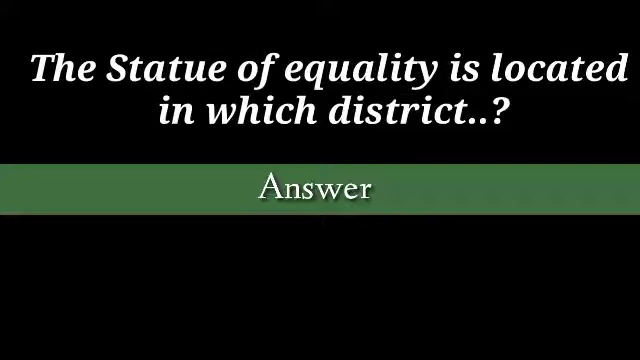 The Statue of equality is located
in which district..?
Answer